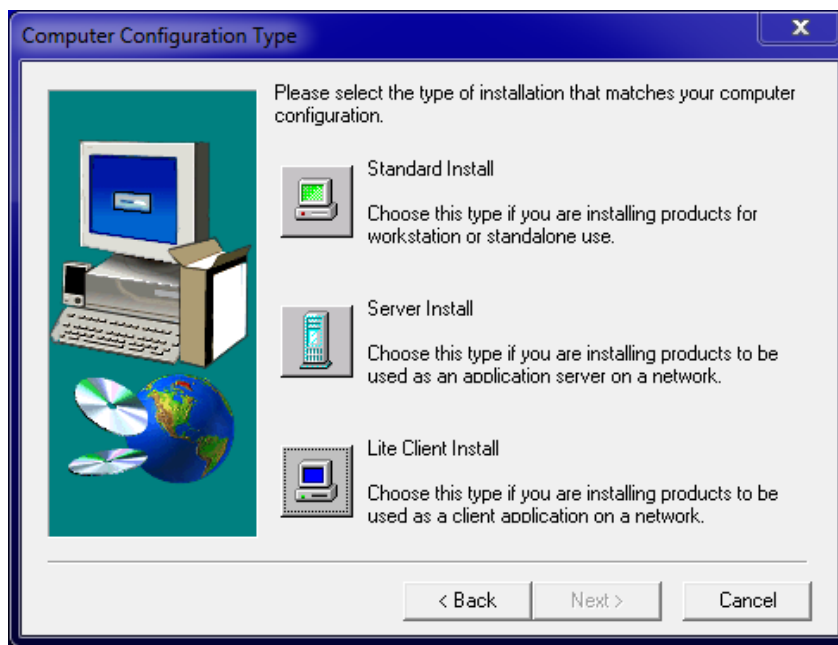 Computer Configuration Type
Please select the type of installation that matches your computer
configuration.
Standard Install
Choose this type if you are installing products for
workstation or standalone use.
Server Install
Choose this type if you are installing products to be
used as an application server on a network.
Lite Client Install
Choose this type if you are installing products to be
used as a client application on a network.
< Back
Next >
Cancel